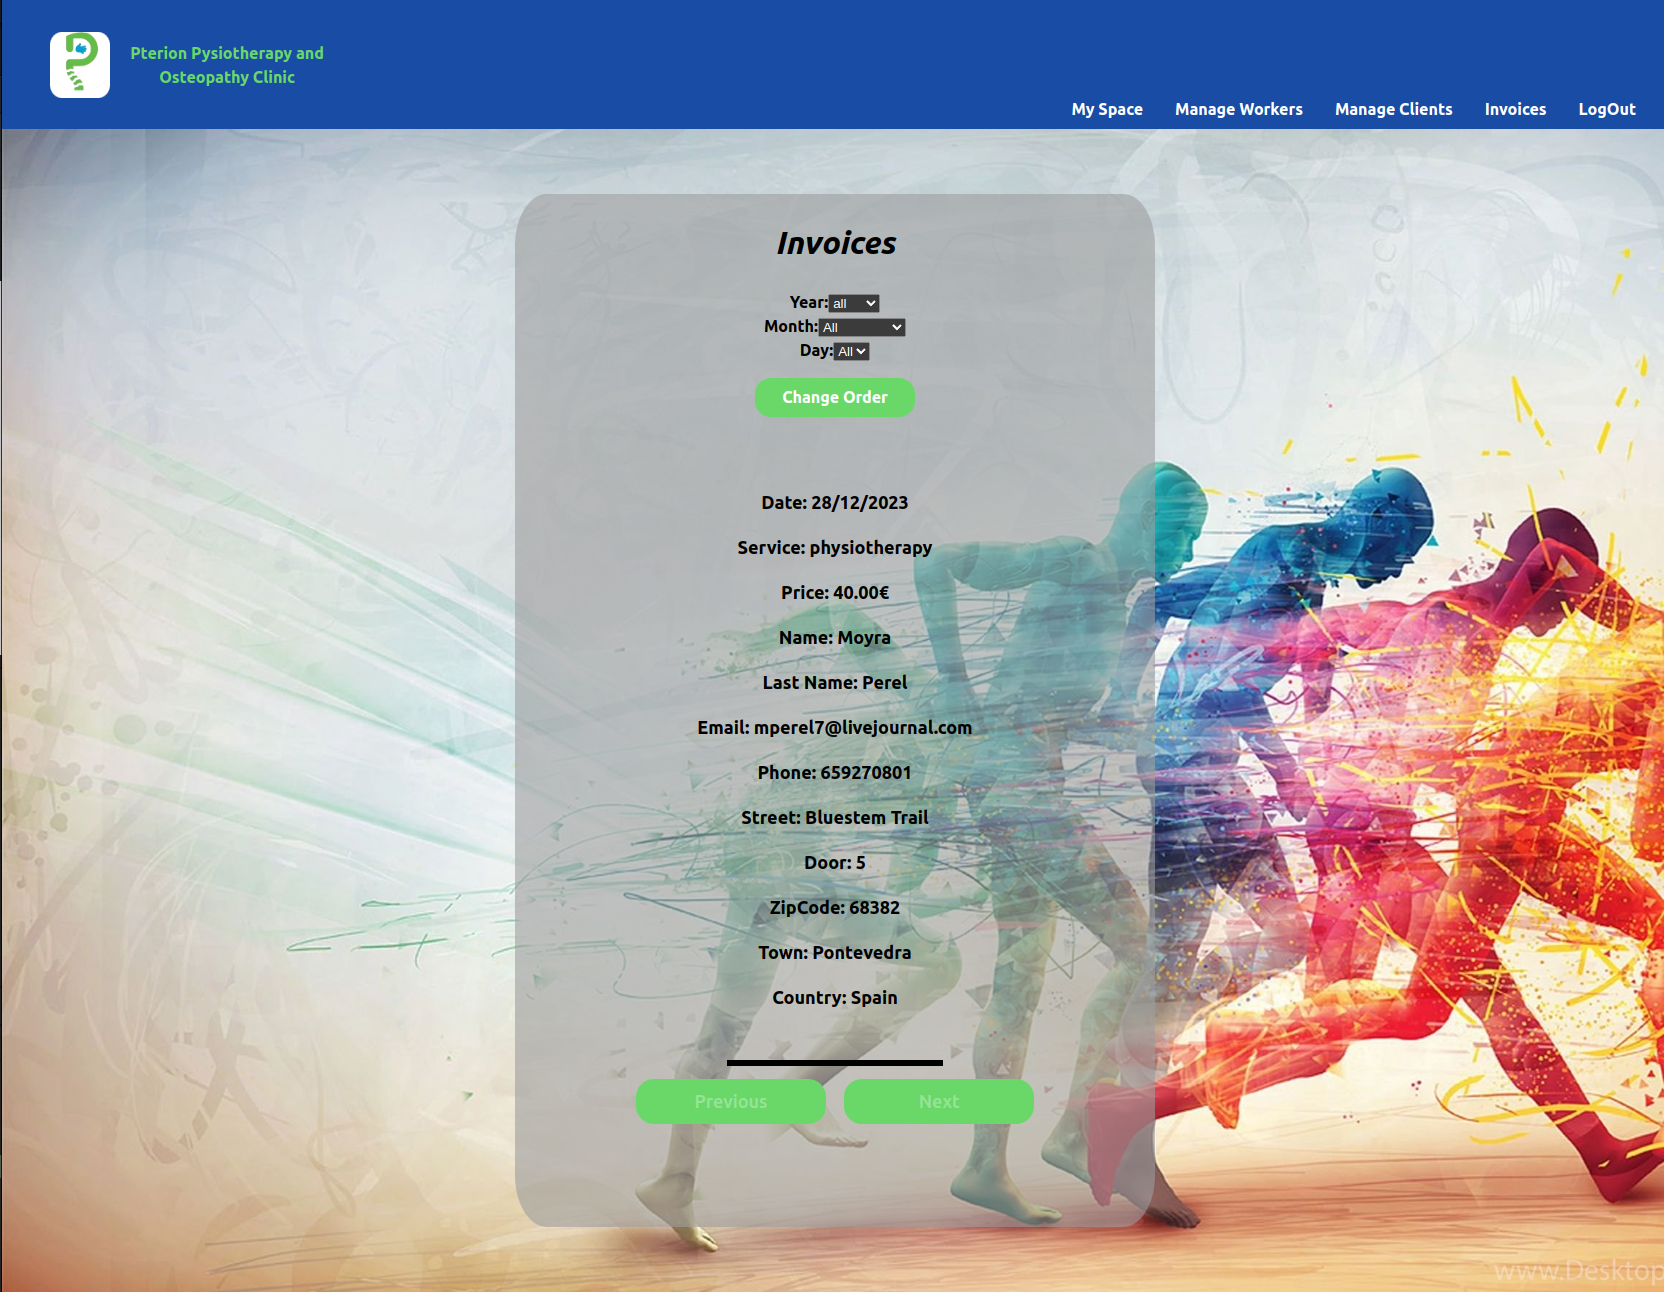 Pterion Pysiotherapy and
Osteopathy Clinic
My Space Manage Workers Manage Clients Invoices LogOut
Invoices
Year: all
Month: All
Day: All
Change Order
Date: 28/12/2023
Service: physiotherapy
Price: 40.00€
Name: Moyra
Last Name: Perel
Email: mperel7@livejournal.com
Phone: 659270801
Street: Bluestem Trail
Door: 5
ZipCode: 68382
Town: Pontevedra
Country: Spain
Previous Next
www.Desktop